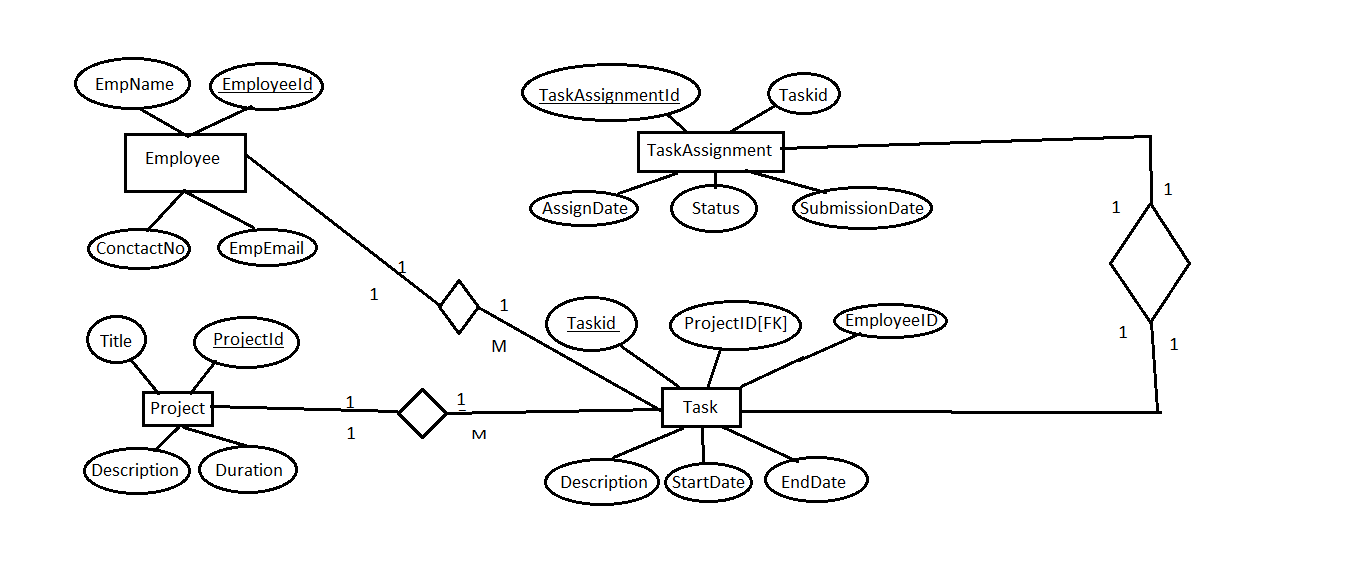 EmpName
EmployeeId
Employee
ConctactNo
EmpEmail
TaskAssignmentId
Taskid
TaskAssignment
AssignDate
Status
SubmissionDate
1
1
1
1
1
1
1
M
Title
ProjectId
Project
Description
Duration
1
1
1
M
Taskid
ProjectID[FK]
EmployeeID
Task
Description
StartDate
EndDate